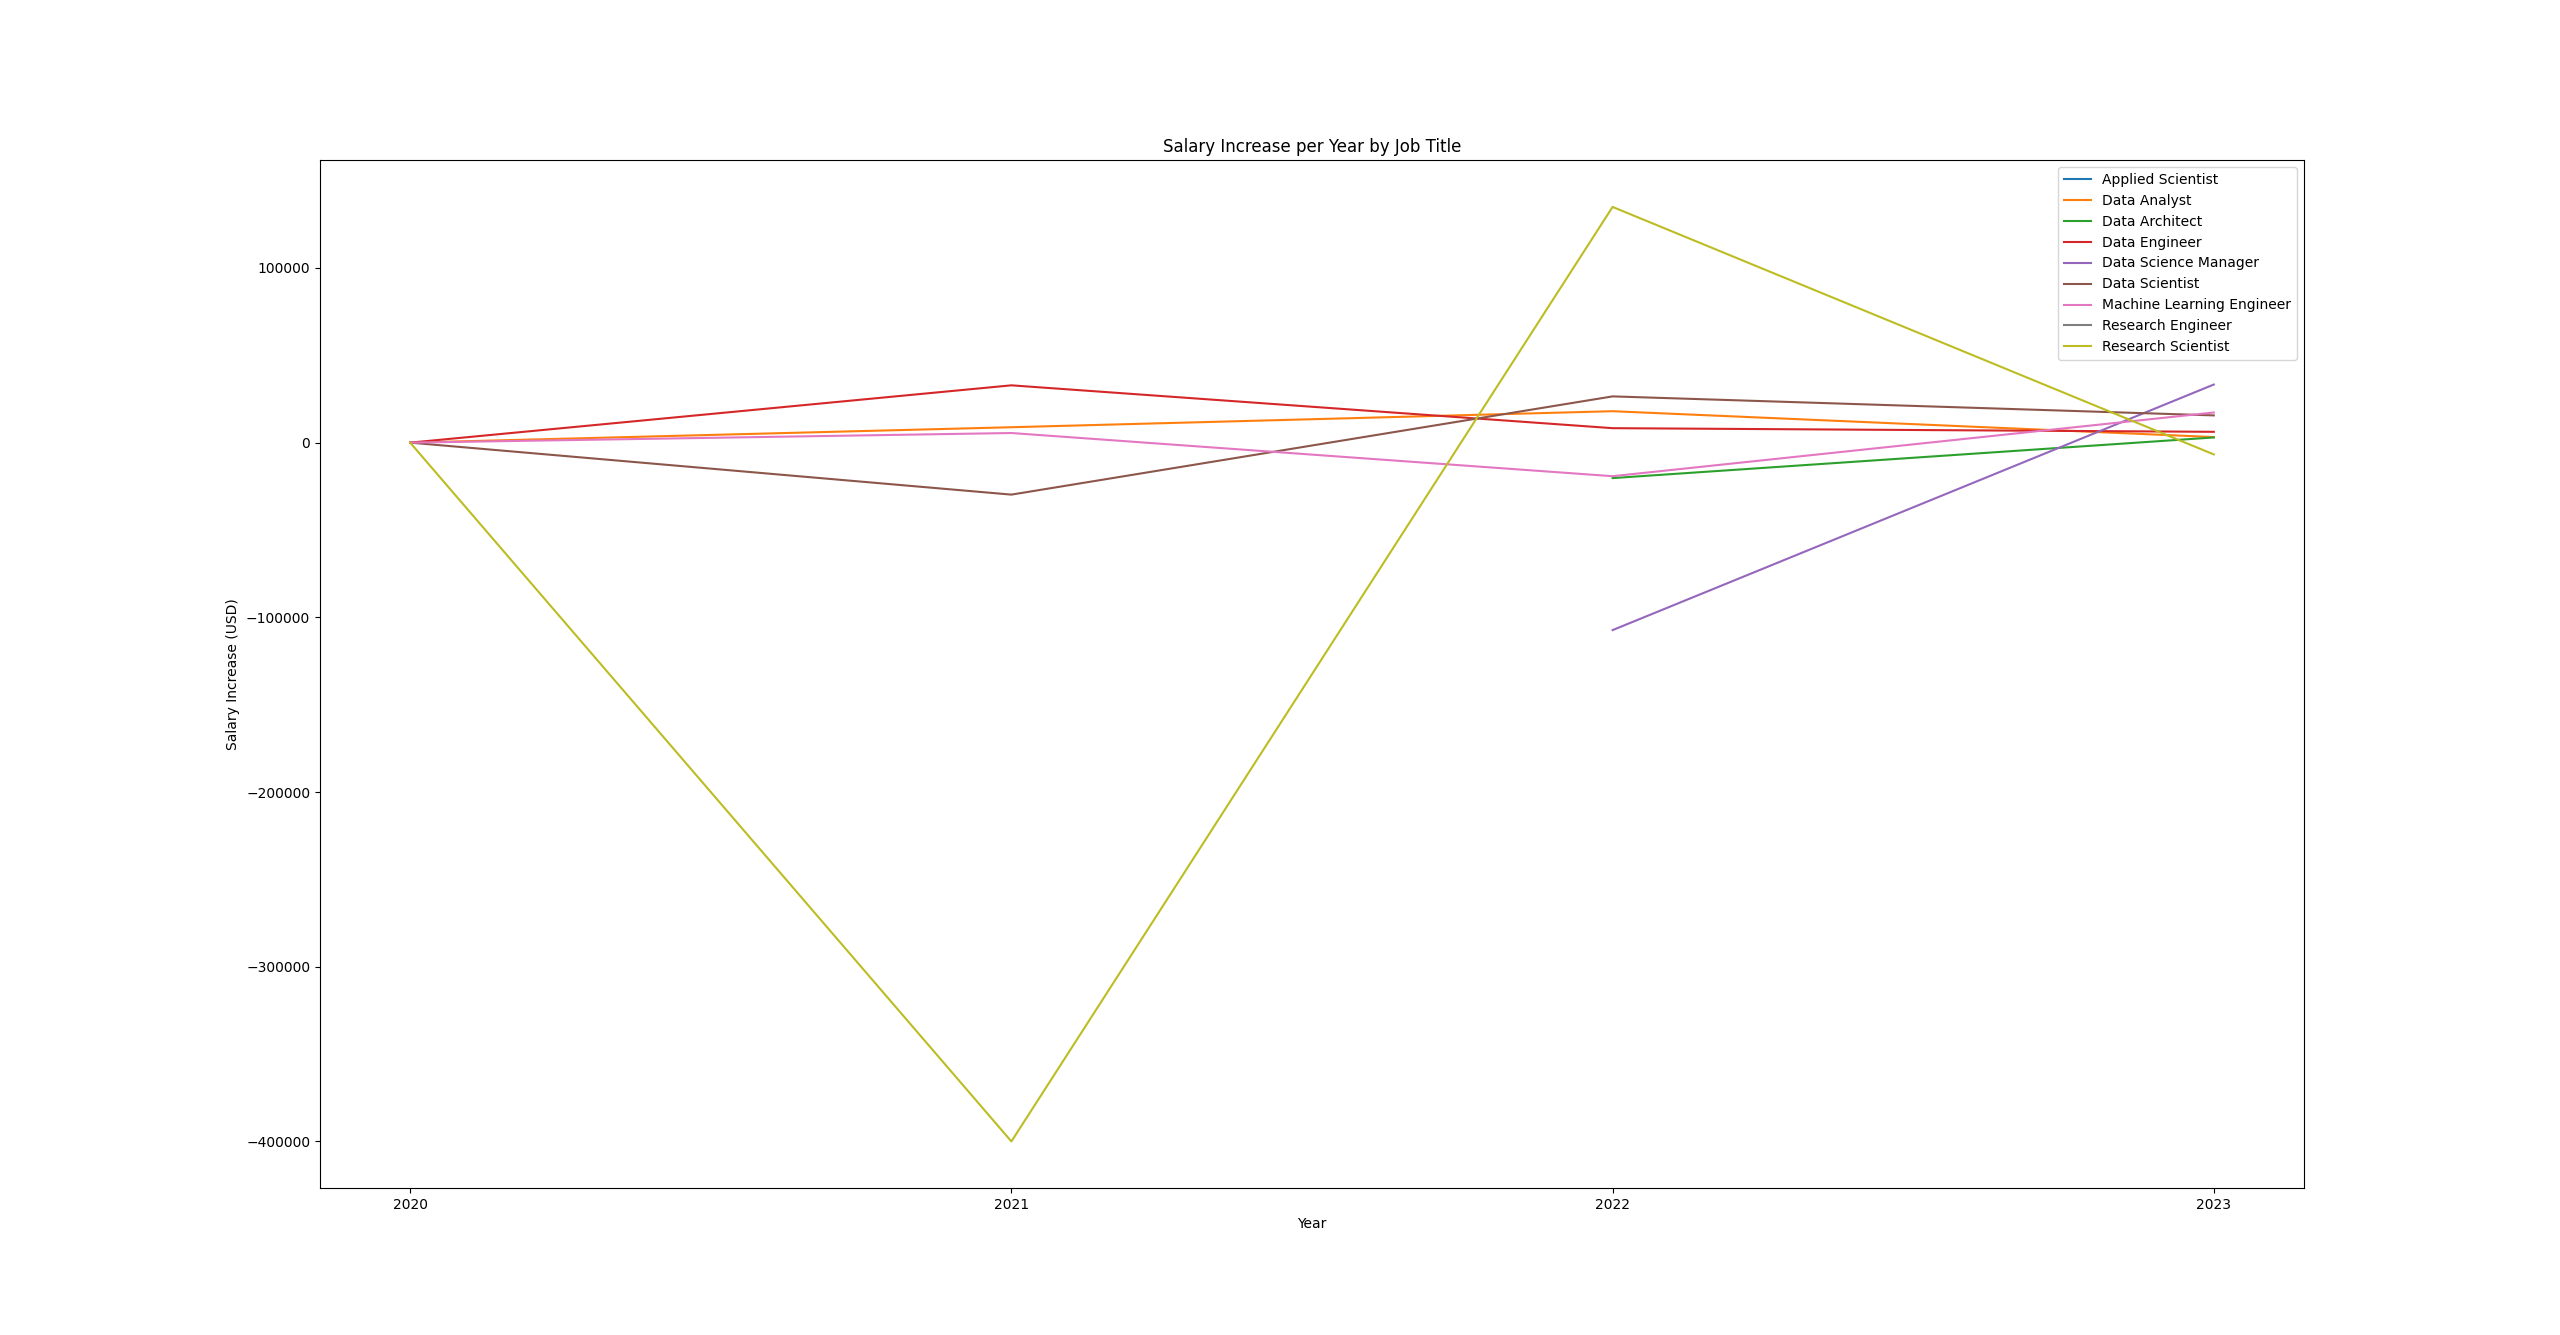 Salary Increase per Year by Job Title
Applied Scientist
Data Analyst
Data Architect
Data Engineer
Data Science Manager
Data Scientist
Machine Learning Engineer
Research Engineer
Research Scientist
100000
0
−100000
−200000
−300000
−400000
Salary Increase (USD)
2020 2021 2022 2023
Year